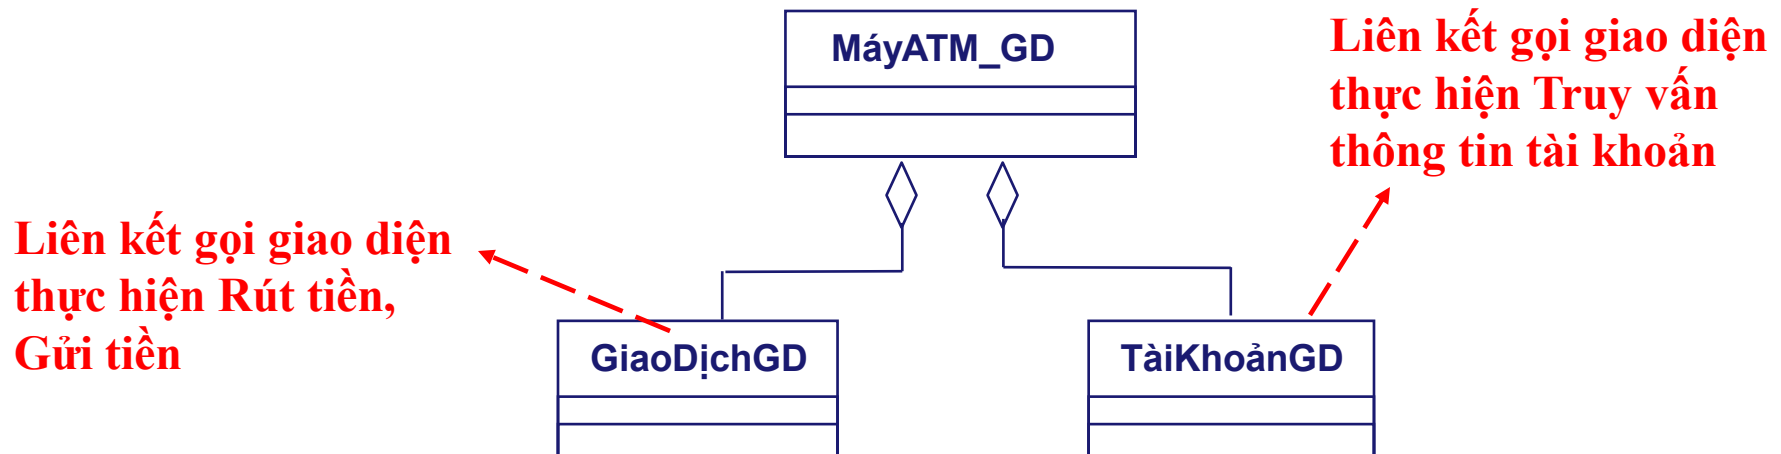 MáyATM_GD
Liên kết gọi giao diện
thực hiện Truy vấn
thông tin tài khoản
Liên kết gọi giao diện
thực hiện Rút tiền,
Gửi tiền
GiaoDịchGD
TàiKhoảnGD